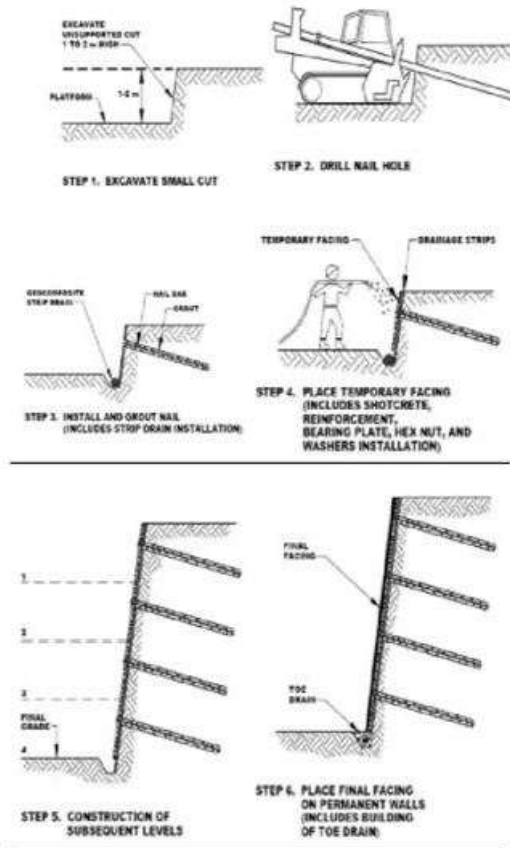 EXCAVATE
UNSUPPORTED CUT
1 TO 2 m HIGH
1-2 m
PLATFORM
STEP 1. EXCAVATE SMALL CUT
STEP 2. DRILL NAIL HOLE
GEOCOMPOSITE
STRIP DRAIN
NAIL BAR
GROUT
STEP 3. INSTALL AND GROUT NAIL
(INCLUDES STRIP DRAIN INSTALLATION)
TEMPORARY FACING
DRAINAGE STRIPS
STEP 4. PLACE TEMPORARY FACING
(INCLUDES SHOTCRETE,
REINFORCEMENT,
BEARING PLATE, HEX NUT, AND
WASHERS INSTALLATION)
1
2
3
FINAL
GRADE
4
STEP 5. CONSTRUCTION OF
SUBSEQUENT LEVELS
FINAL
FACING
TOE
DRAIN
STEP 6. PLACE FINAL FACING
ON PERMANENT WALLS
(INCLUDES BUILDING
OF TOE DRAIN)